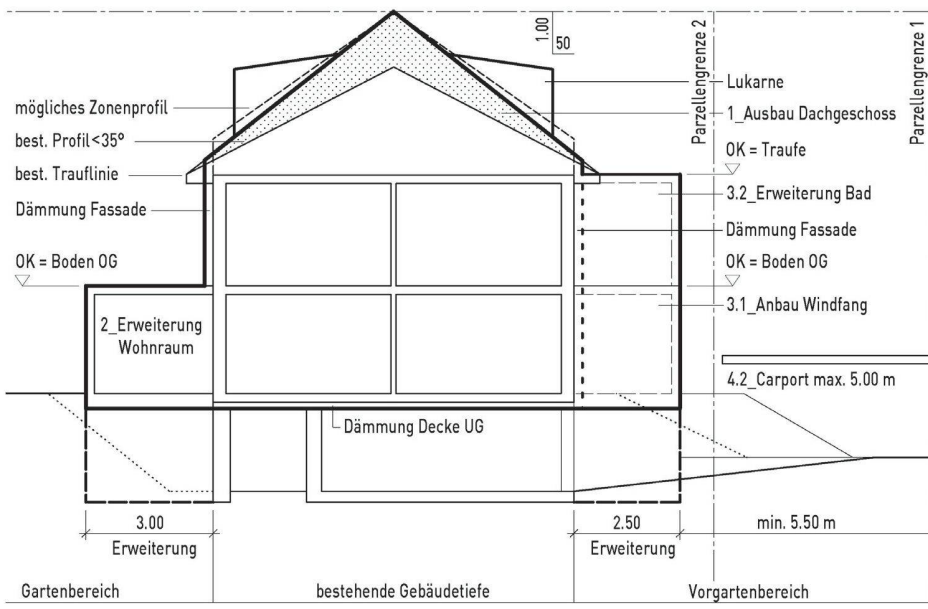 1.00
50
Parzellengrenze 2
Parzellengrenze 1
mögliches Zonenprofil
best. Profil<35°
best. Trauflinie
Dämmung Fassade
OK = Boden OG
2_Erweiterung
Wohnraum
Lukarne
1_Ausbau Dachgeschoss
OK = Traufe
3.2_Erweiterung Bad
Dämmung Fassade
OK = Boden OG
3.1_Anbau Windfang
4.2_Carport max. 5.00 m
Dämmung Decke UG
3.00
Erweiterung
2.50
Erweiterung
min. 5.50 m
Gartenbereich
bestehende Gebäudetiefe
Vorgartenbereich